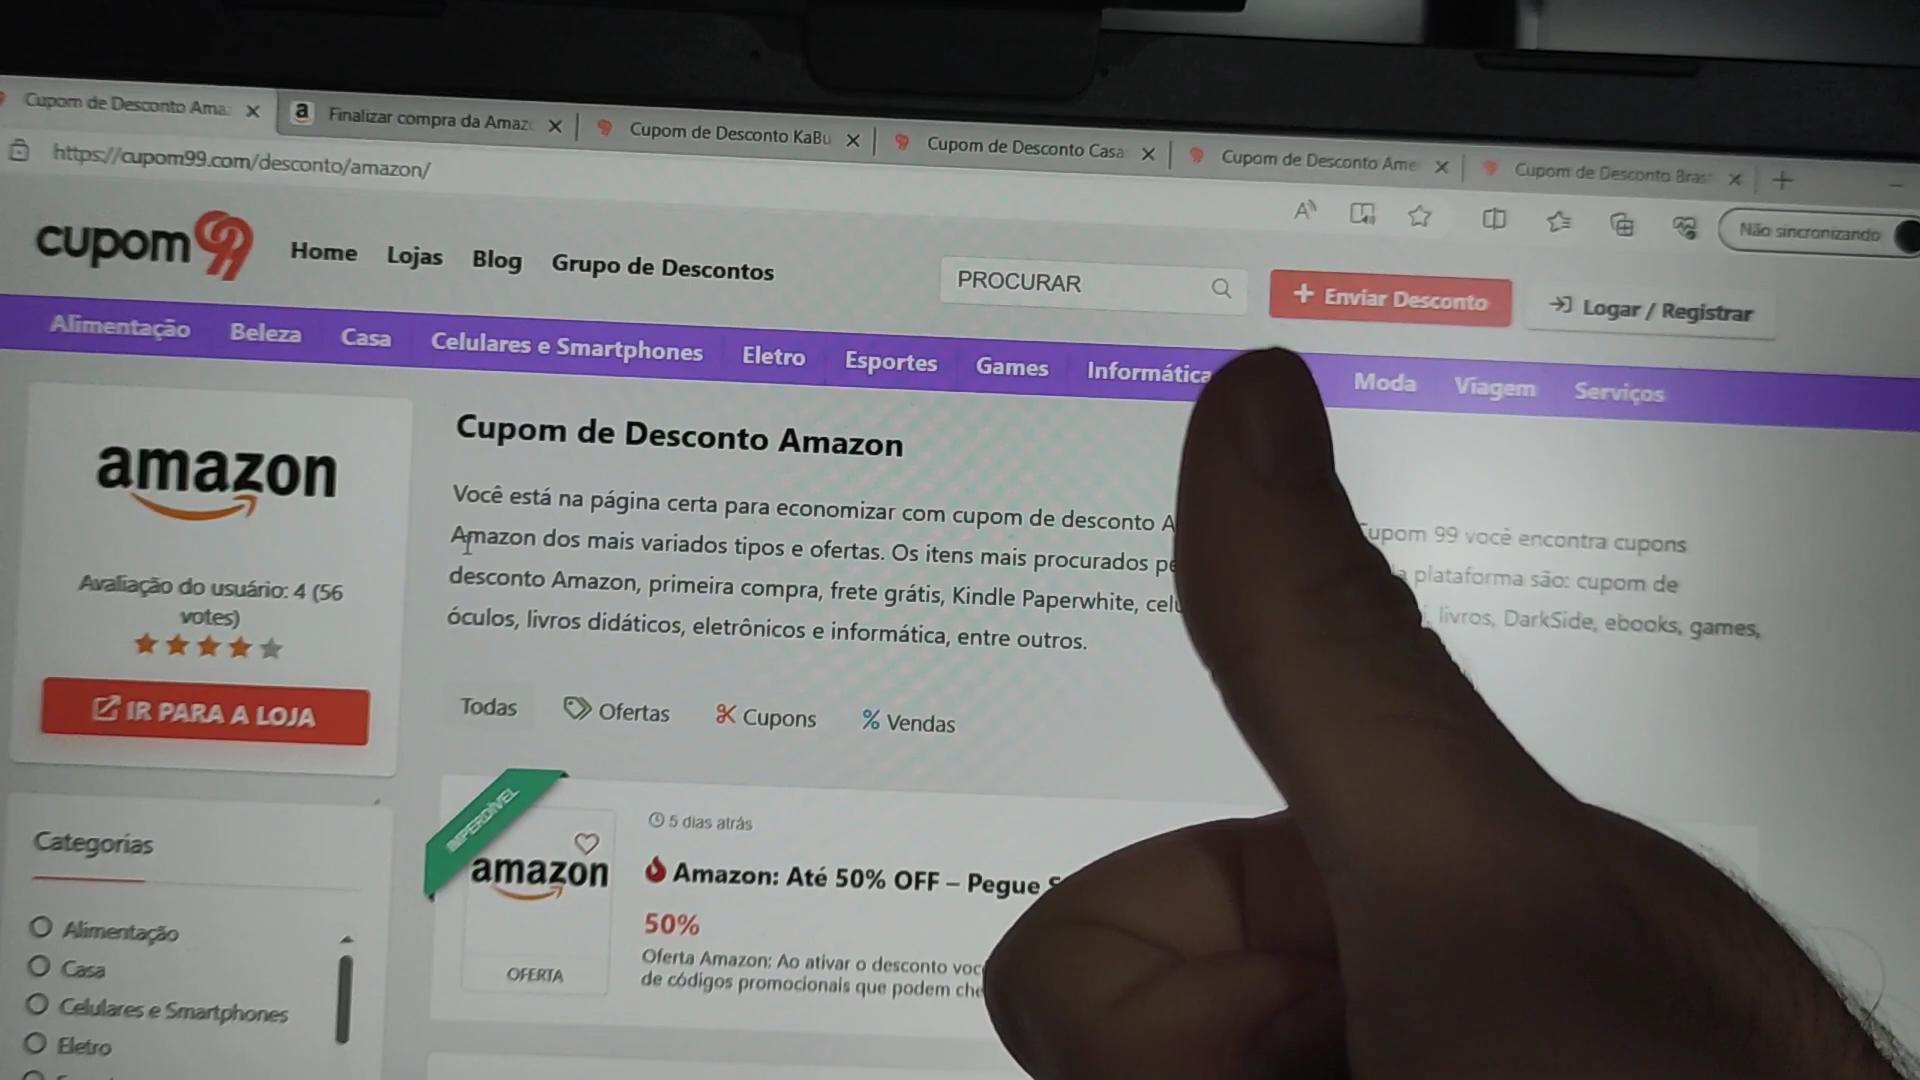 Cupom de Desconto Ama
Finalizar compra da Amaz
Cupom de Desconto KaBu
Cupom de Desconto Casa
Cupom de Desconto Ame
Cupom de Desconto Bras
https://cupom99.com/desconto/amazon/
Não sincronizando
cupom99
Home Lojas Blog Grupo de Descontos
PROCURAR
+ Enviar Desconto
Logar / Registrar
Alimentação Beleza Casa Celulares e Smartphones Eletro Esportes Games Informática Moda Viagem Serviços
amazon
Avaliação do usuário: 4 (56
votes)
IR PARA A LOJA
Categorias
Alimentação
Casa
Celulares e Smartphones
Eletro
Cupom de Desconto Amazon
Você está na página certa para economizar com cupom de desconto A upom 99 você encontra cupons
Amazon dos mais variados tipos e ofertas. Os itens mais procurados pe a plataforma são: cupom de
desconto Amazon, primeira compra, frete grátis, Kindle Paperwhite, celu livros, DarkSide, ebooks, games,
óculos, livros didáticos, eletrônicos e informática, entre outros.
Todas Ofertas Cupons % Vendas
IMPERDÍVEL
amazon
OFERTA
5 dias atrás
Amazon: Até 50% OFF – Pegue S
50%
Oferta Amazon: Ao ativar o desconto voc
de códigos promocionais que podem che